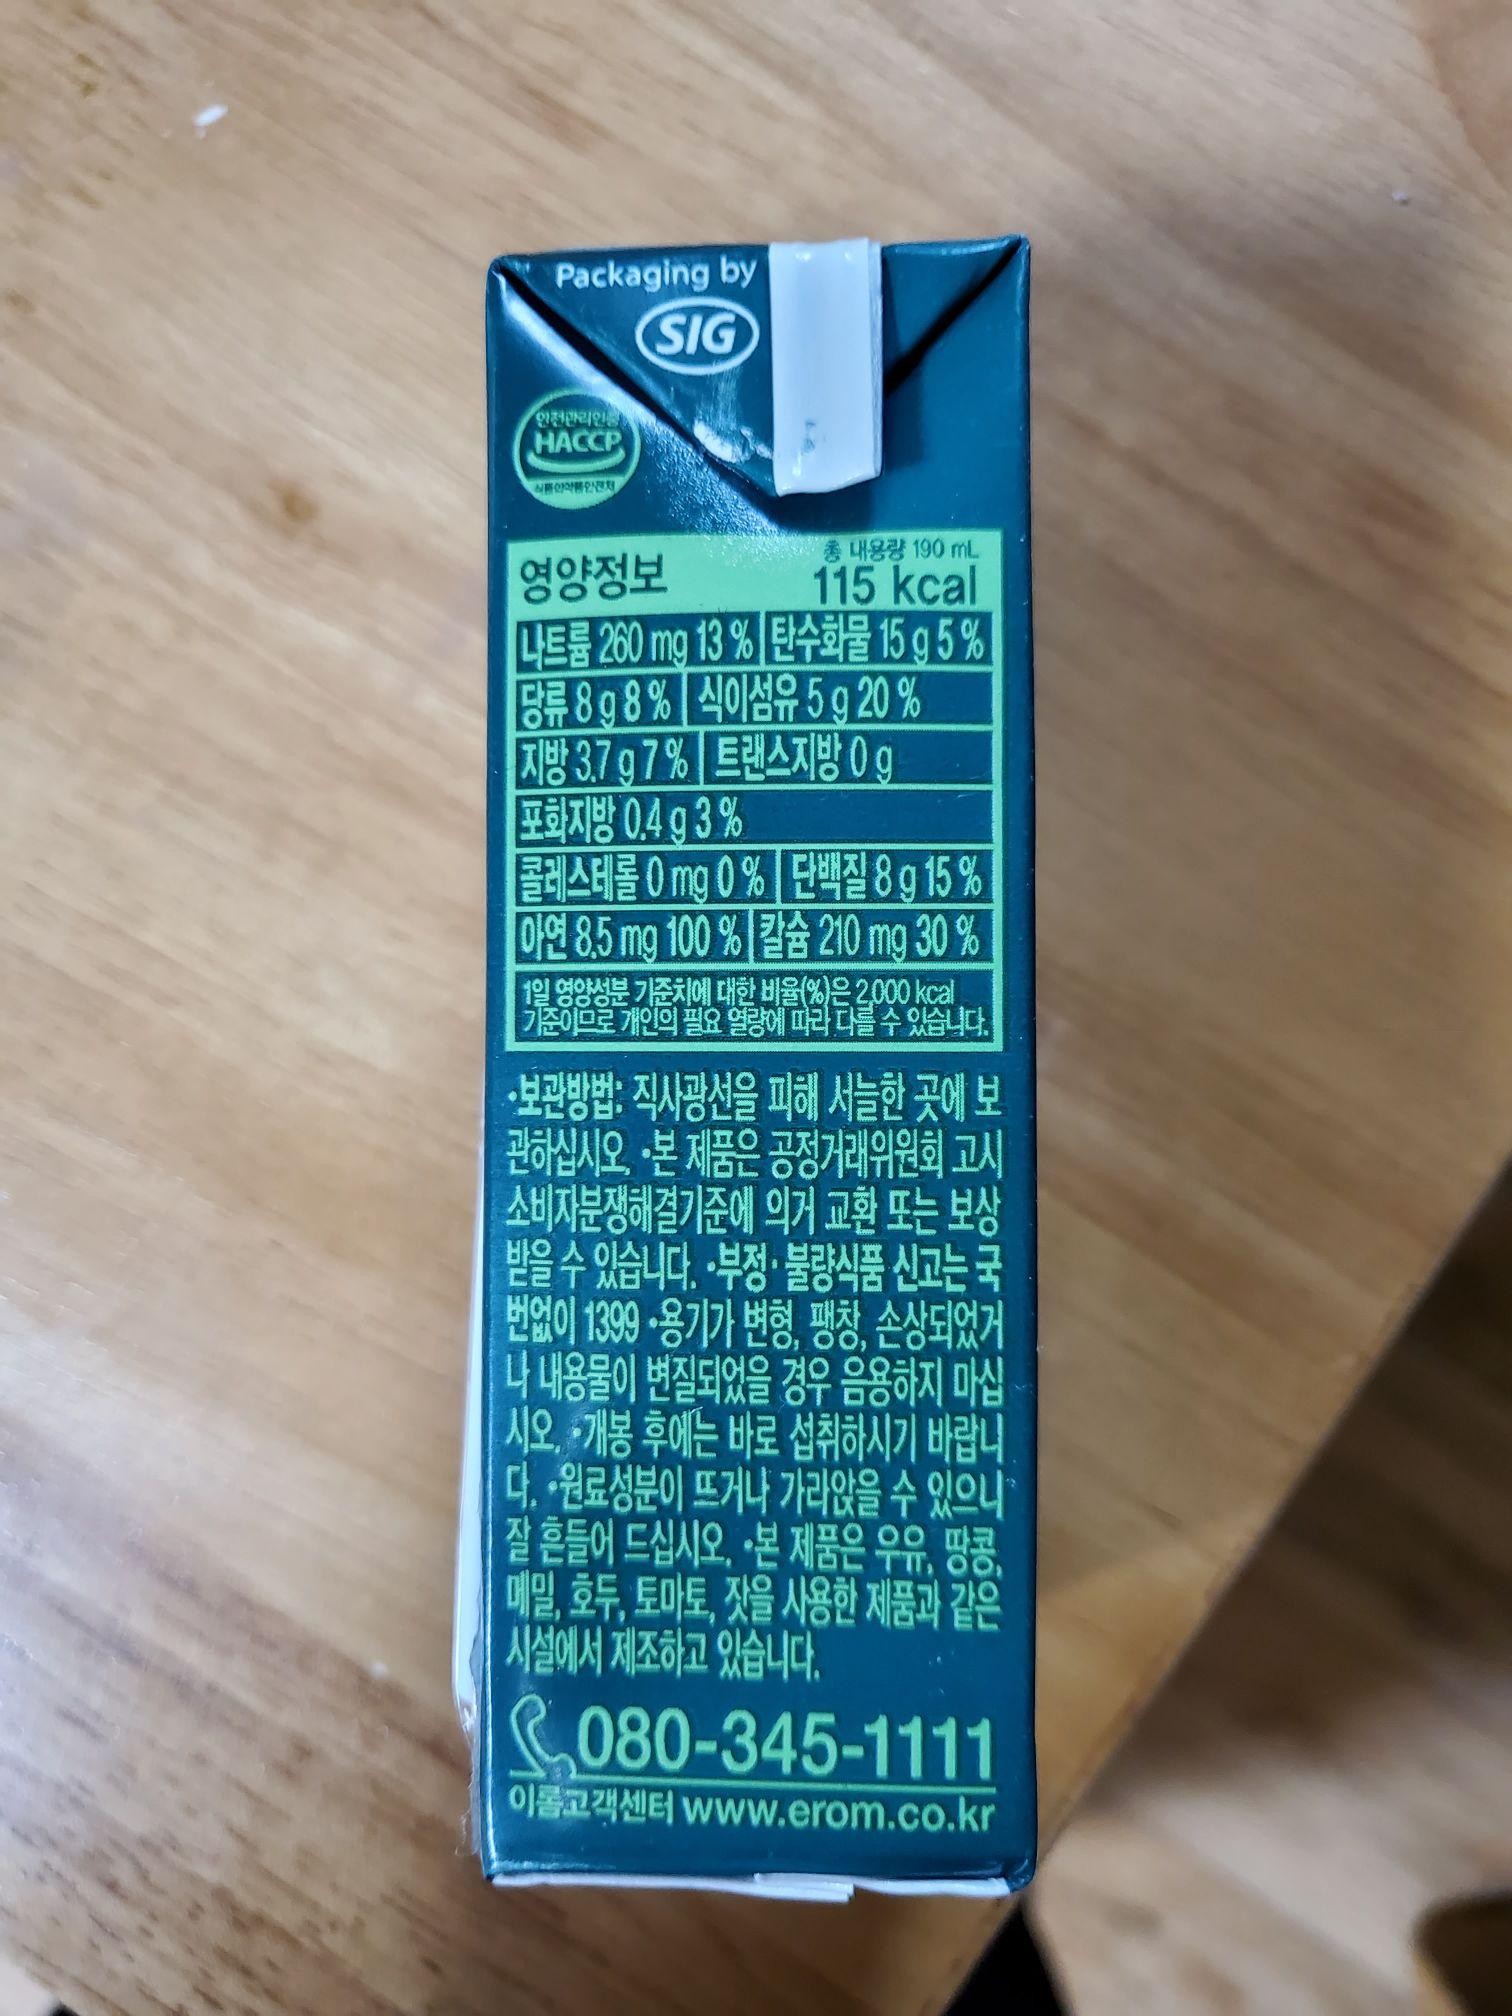 Packaging by
SIG
안전관리인증
HACCP
식품의약품안전처
영양정보
총 내용량 190 mL
115 kcal
나트륨 260 mg 13 % 탄수화물 15 g 5 %
당류 8 g 8 % 식이섬유 5 g 20 %
지방 3.7 g 7 % 트랜스지방 0 g
포화지방 0.4 g 3 %
콜레스테롤 0 mg 0 % 단백질 8 g 15 %
아연 8.5 mg 100 % 칼슘 210 mg 30 %
1일 영양성분 기준치에 대한 비율(%)은 2,000 kcal
기준이므로 개인의 필요 열량에 따라 다를 수 있습니다.
•보관방법: 직사광선을 피해 서늘한 곳에 보
관하십시오. •본 제품은 공정거래위원회 고시
소비자분쟁해결기준에 의거 교환 또는 보상
받을 수 있습니다. •부정·불량식품 신고는 국
번없이 1399 •용기가 변형, 팽창, 손상되었거
나 내용물이 변질되었을 경우 음용하지 마십
시오. •개봉 후에는 바로 섭취하시기 바랍니
다. •원료성분이 뜨거나 가라앉을 수 있으니
잘 흔들어 드십시오. •본 제품은 우유, 땅콩,
메밀, 호두, 토마토, 잣을 사용한 제품과 같은
시설에서 제조하고 있습니다.
080-345-1111
이롬고객센터 www.erom.co.kr